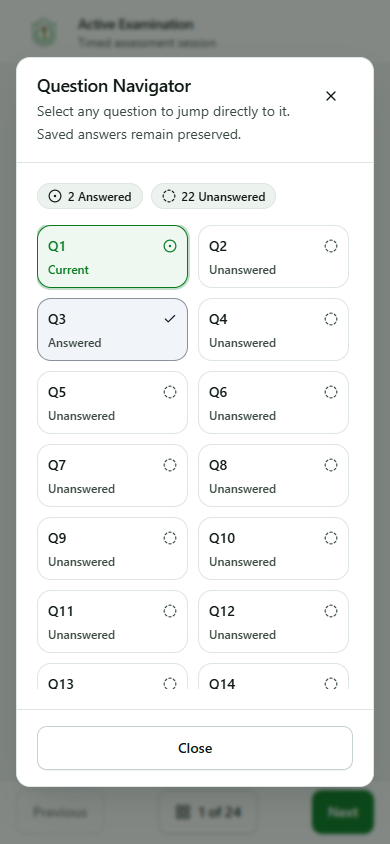 Active Examination
Timed assessment session
Question Navigator
Select any question to jump directly to it.
Saved answers remain preserved.
2 Answered
22 Unanswered
Q1
Current
Q2
Unanswered
Q3
Answered
Q4
Unanswered
Q5
Unanswered
Q6
Unanswered
Q7
Unanswered
Q8
Unanswered
Q9
Unanswered
Q10
Unanswered
Q11
Unanswered
Q12
Unanswered
Q13
Q14
Close
Previous
1 of 24
Next